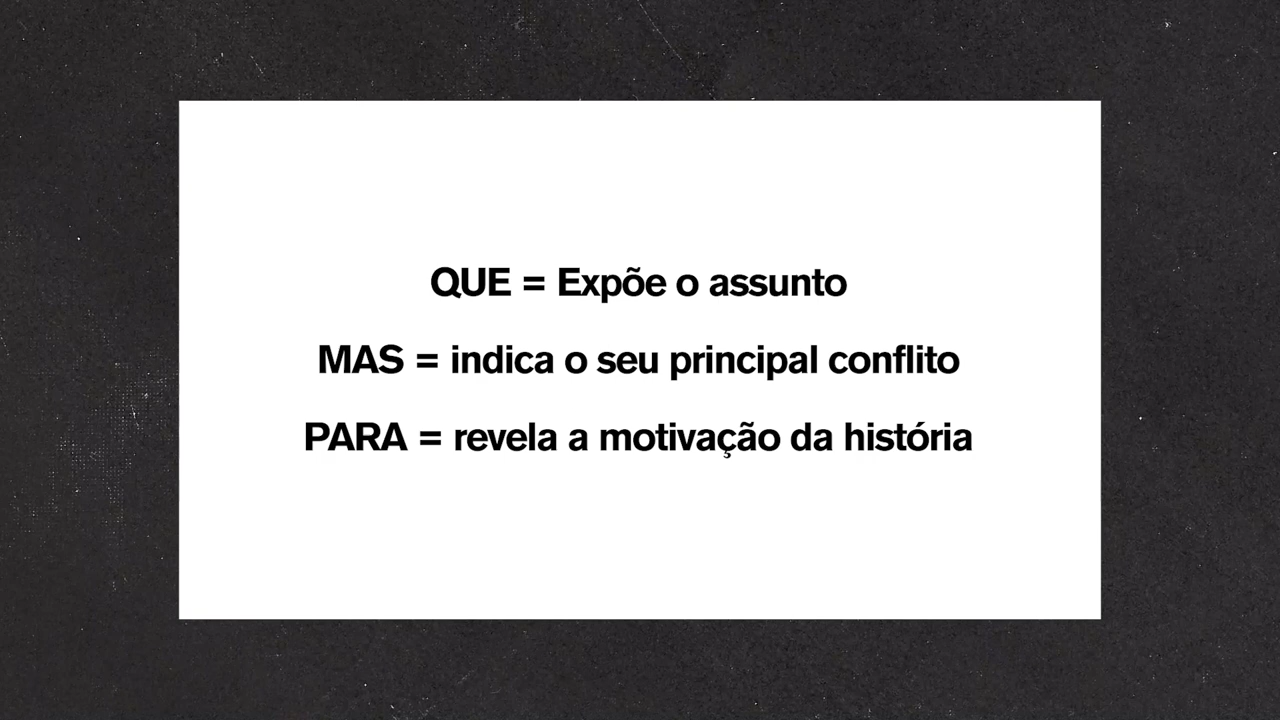 QUE = Expõe o assunto
MAS = indica o seu principal conflito
PARA = revela a motivação da história